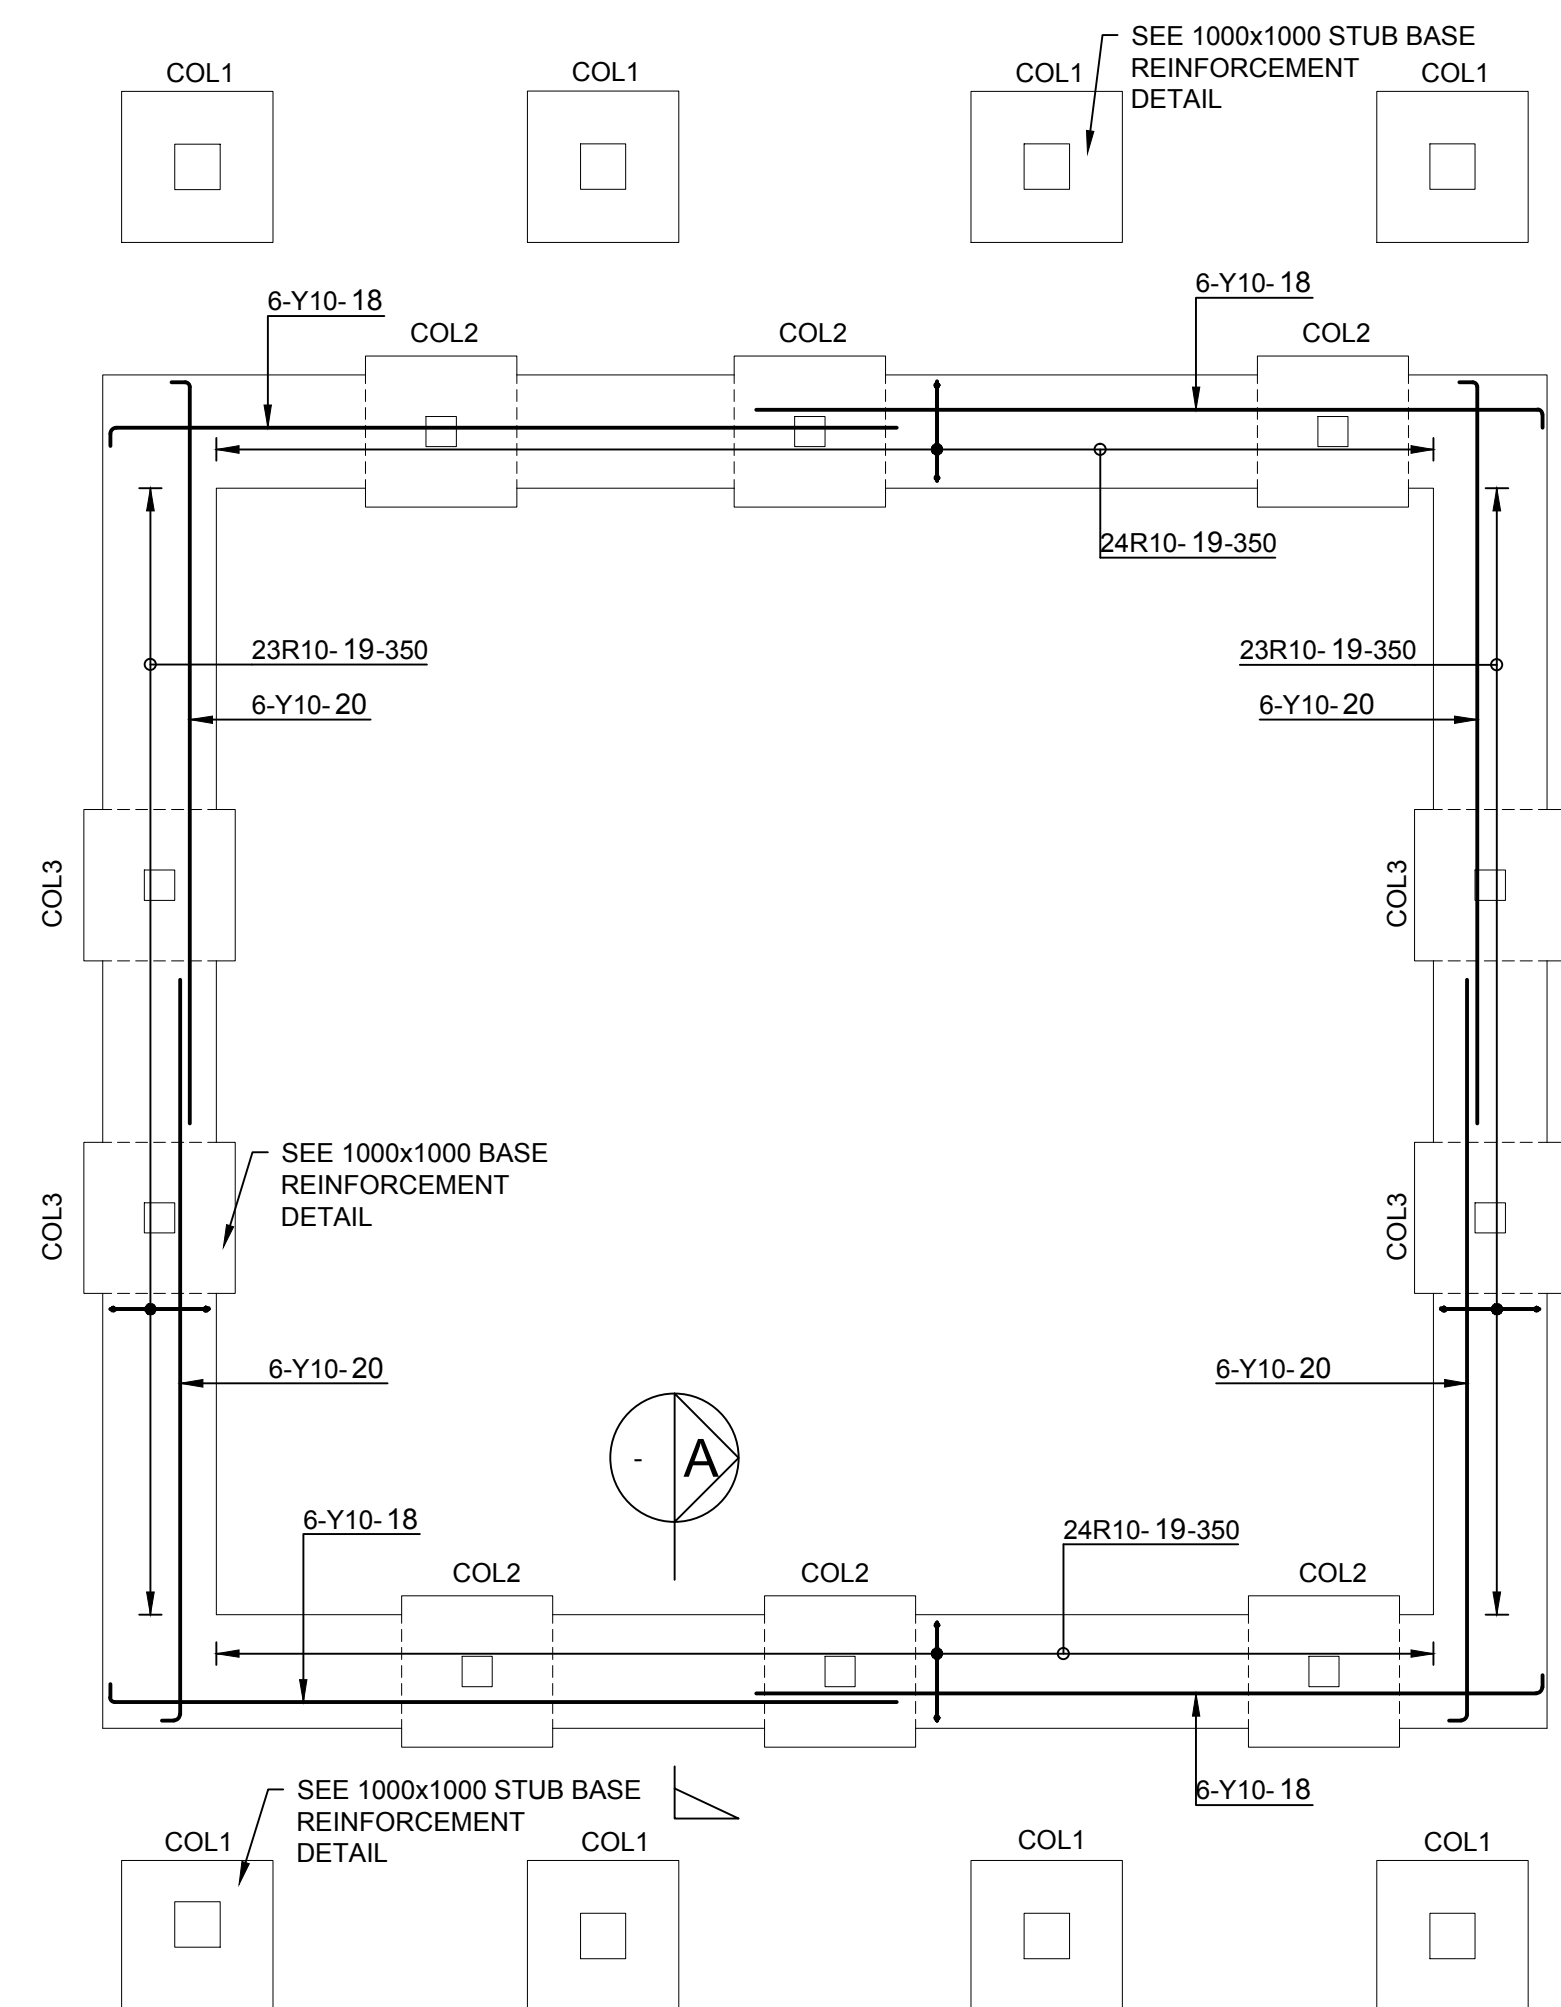 SEE 1000x1000 STUB BASE
REINFORCEMENT
DETAIL
COL1
COL1
COL1
COL1
6-Y10-18
6-Y10-18
COL2
COL2
COL2
24R10-19-350
23R10-19-350
23R10-19-350
6-Y10-20
6-Y10-20
COL3
COL3
SEE 1000x1000 BASE
REINFORCEMENT
DETAIL
COL3
COL3
6-Y10-20
6-Y10-20
- A
6-Y10-18
24R10-19-350
COL2
COL2
COL2
SEE 1000x1000 STUB BASE
REINFORCEMENT
DETAIL
6-Y10-18
COL1
COL1
COL1
COL1